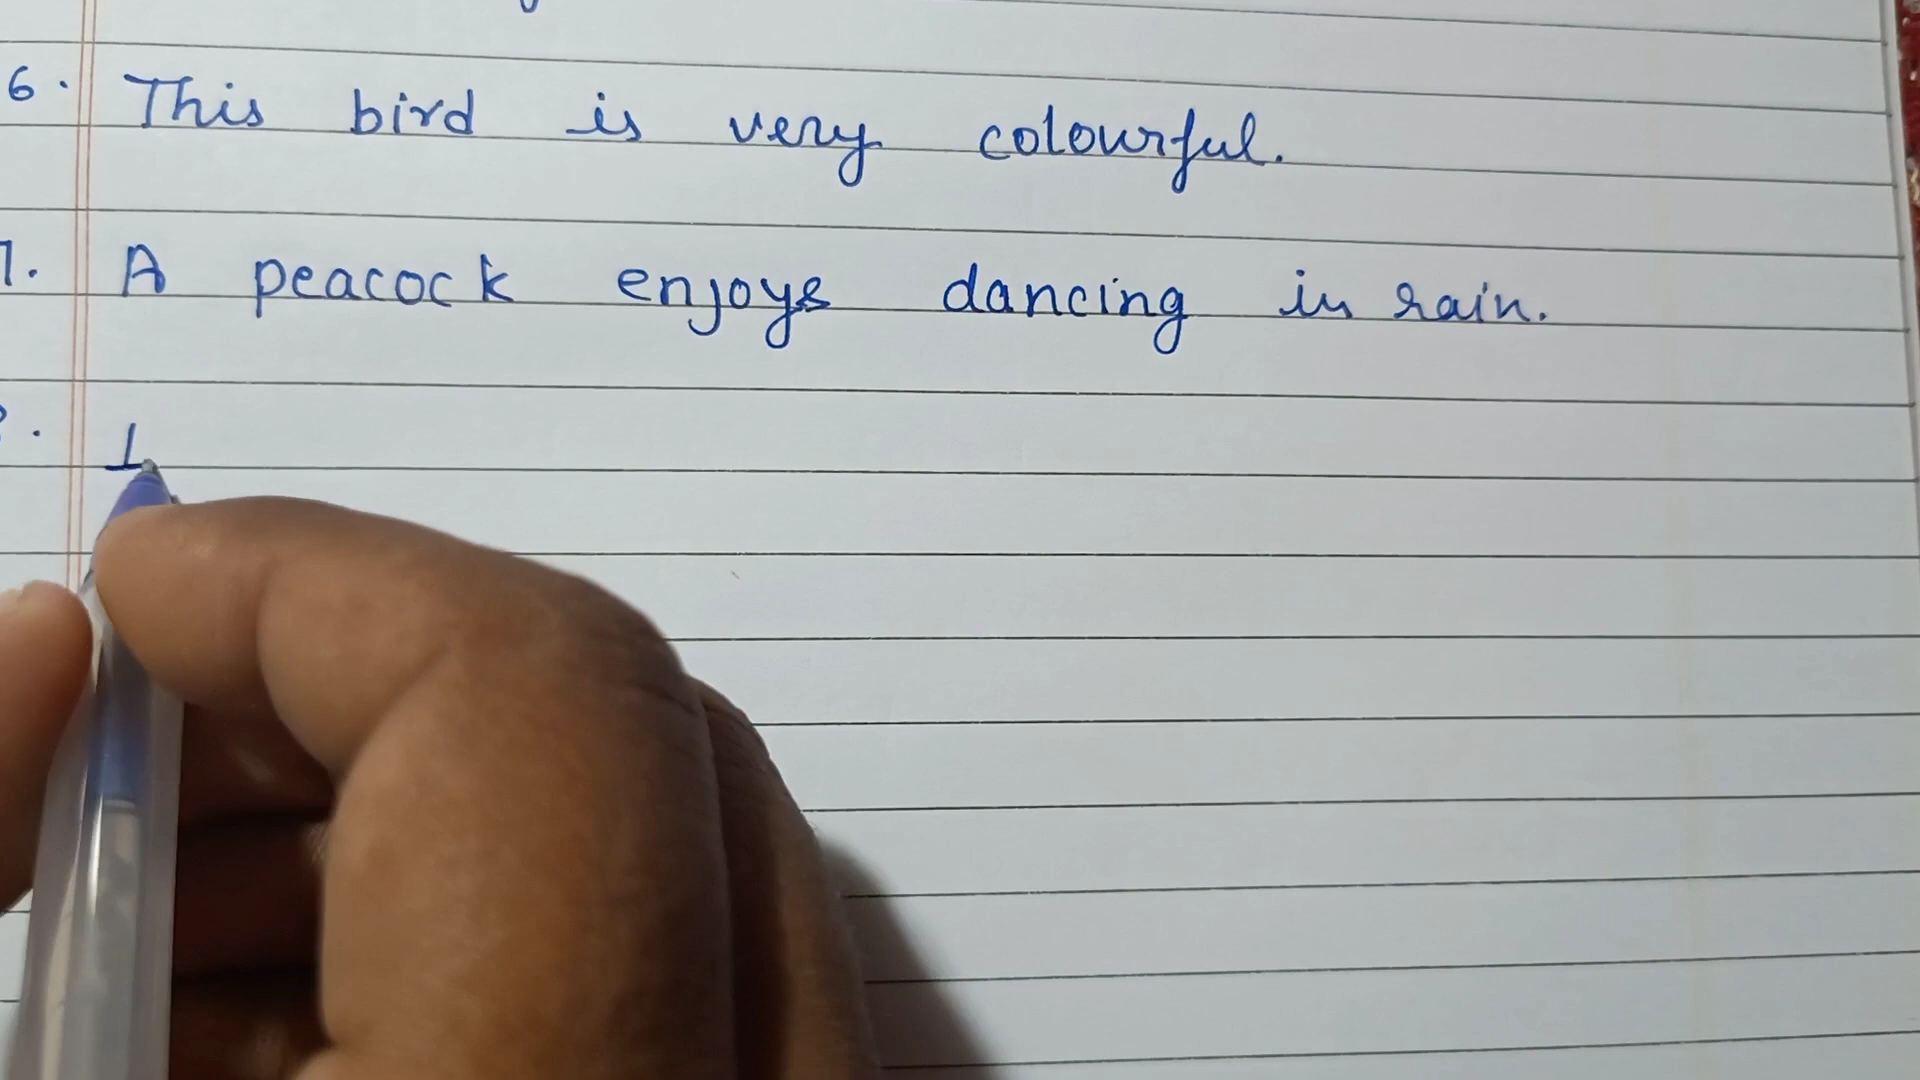 6. This bird is very colourful.
7. A peacock enjoys dancing in rain.